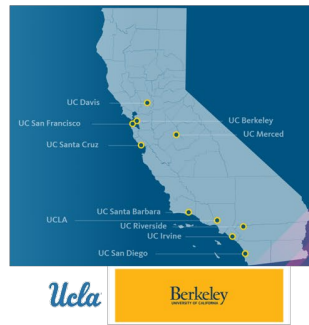 UC Davis
UC San Francisco
UC Berkeley
UC Merced
UC Santa Cruz
UC Santa Barbara
UCLA
UC Riverside
UC Irvine
UC San Diego
Ucla
Berkeley
UNIVERSITY OF CALIFORNIA